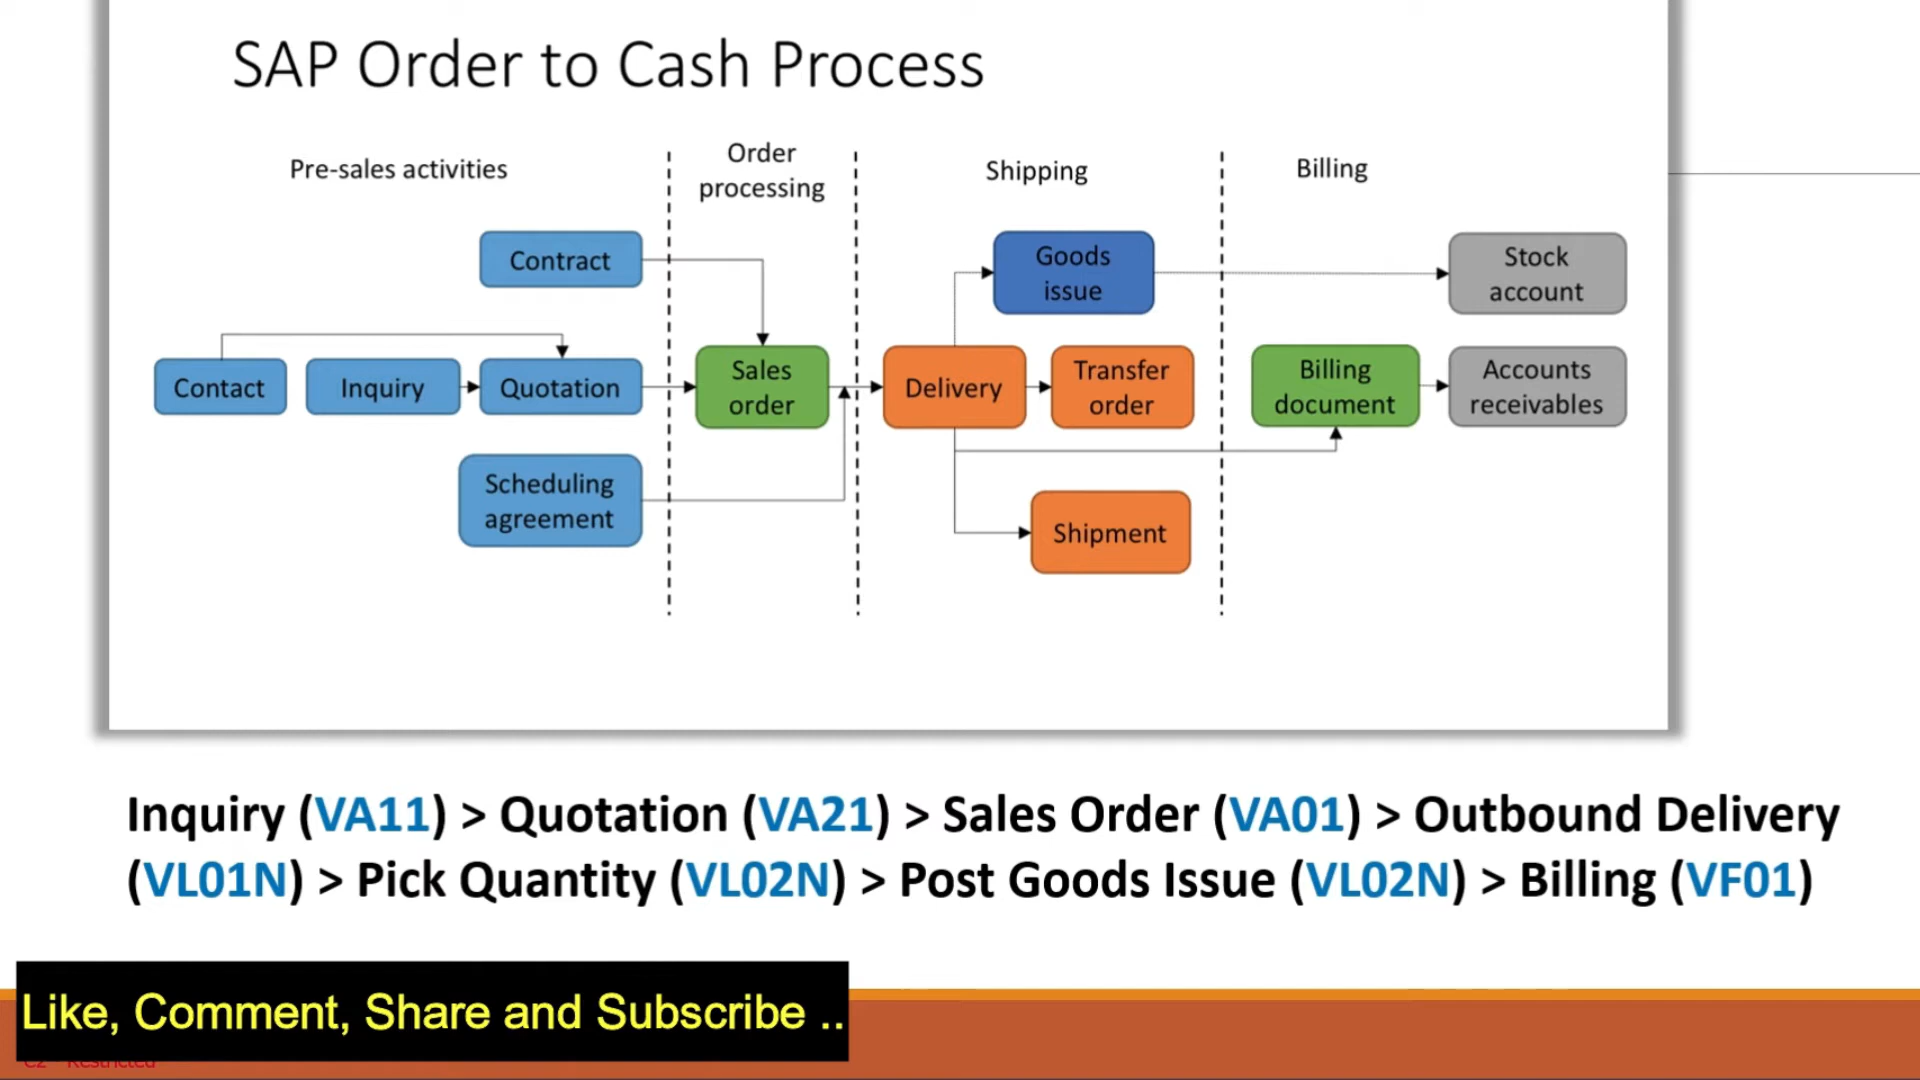 SAP Order to Cash Process
Pre-sales activities
Order
processing
Shipping
Billing
Contract
Goods
issue
Stock
account
Contact
Inquiry
Quotation
Sales
order
Delivery
Transfer
order
Billing
document
Accounts
receivables
Scheduling
agreement
Shipment
Inquiry (VA11) > Quotation (VA21) > Sales Order (VA01) > Outbound Delivery
(VL01N) > Pick Quantity (VL02N) > Post Goods Issue (VL02N) > Billing (VF01)
Like, Comment, Share and Subscribe ..
C2 - Restricted